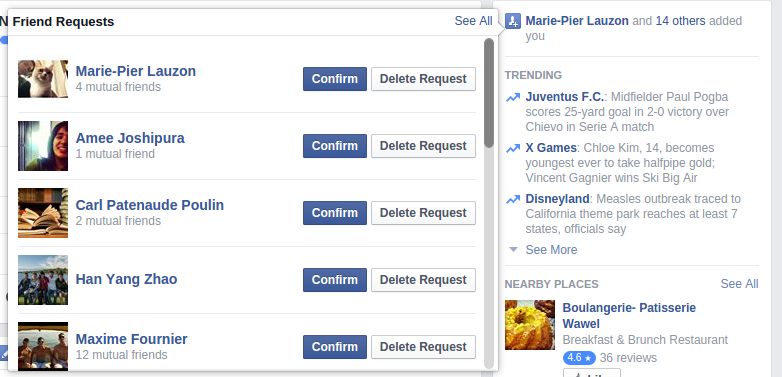 Friend Requests
See All
Marie-Pier Lauzon
4 mutual friends
Confirm
Delete Request
Amee Joshipura
1 mutual friend
Confirm
Delete Request
Carl Patenaude Poulin
2 mutual friends
Confirm
Delete Request
Han Yang Zhao
Confirm
Delete Request
Maxime Fournier
12 mutual friends
Confirm
Delete Request
Marie-Pier Lauzon and 14 others added
you
TRENDING
Juventus F.C.: Midfielder Paul Pogba
scores 25-yard goal in 2-0 victory over
Chievo in Serie A match
X Games: Chloe Kim, 14, becomes
youngest ever to take halfpipe gold;
Vincent Gagnier wins Ski Big Air
Disneyland: Measles outbreak traced to
California theme park reaches at least 7
states, officials say
See More
NEARBY PLACES
See All
Boulangerie- Patisserie
Wawel
Breakfast & Brunch Restaurant
4.6 ★ 36 reviews